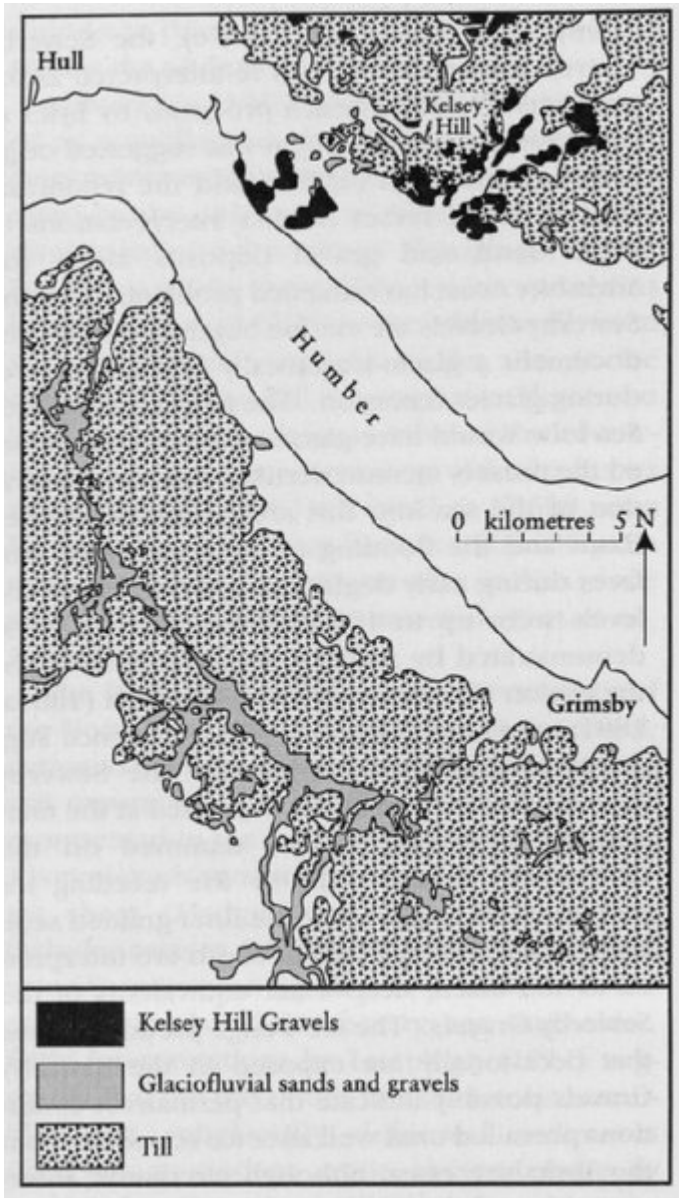 Hull
Kelsey
Hill
Humber
0 kilometres 5 N
Grimsby
Kelsey Hill Gravels
Glaciofluvial sands and gravels
Till